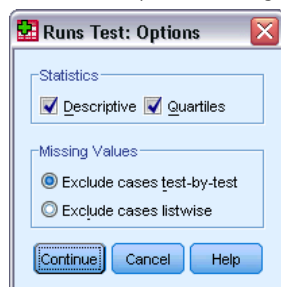 Runs Test: Options
Statistics
Descriptive Quartiles
Missing Values
Exclude cases test-by-test
Exclude cases listwise
Continue Cancel Help